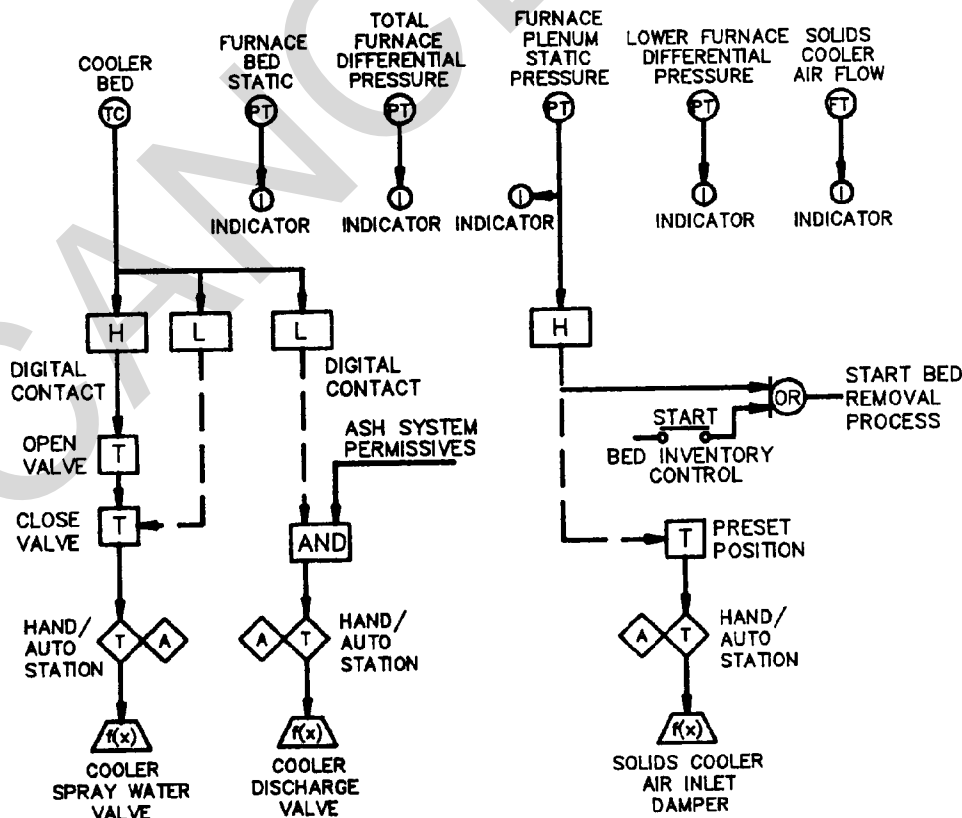 COOLER
BED
TC
FURNACE
BED
STATIC
PT
TOTAL
FURNACE
DIFFERENTIAL
PRESSURE
PT
FURNACE
PLENUM
STATIC
PRESSURE
PT
LOWER FURNACE
DIFFERENTIAL
PRESSURE
PT
SOLIDS
COOLER
AIR FLOW
FT
I
INDICATOR
I
INDICATOR
I
INDICATOR
I
INDICATOR
I
INDICATOR
H
L
L
H
DIGITAL
CONTACT
DIGITAL
CONTACT
OR
START BED
REMOVAL
PROCESS
START
BED INVENTORY
CONTROL
ASH SYSTEM
PERMISSIVES
OPEN
VALVE
T
CLOSE
VALVE
T
AND
T
PRESET
POSITION
HAND/
AUTO
STATION
T
A
A
T
HAND/
AUTO
STATION
A
T
HAND/
AUTO
STATION
f(x)
COOLER
SPRAY WATER
VALVE
f(x)
COOLER
DISCHARGE
VALVE
f(x)
SOLIDS COOLER
AIR INLET
DAMPER